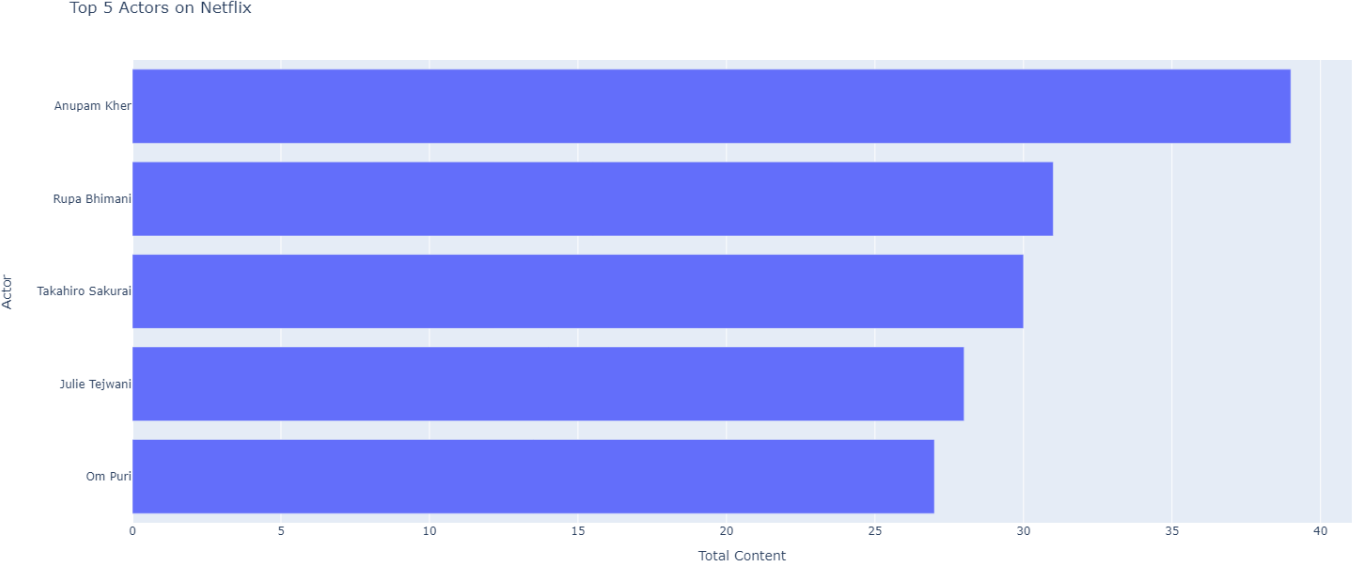 Top 5 Actors on Netflix
Actor
Anupam Kher
Rupa Bhimani
Takahiro Sakurai
Julie Tejwani
Om Puri
0 5 10 15 20 25 30 35 40
Total Content